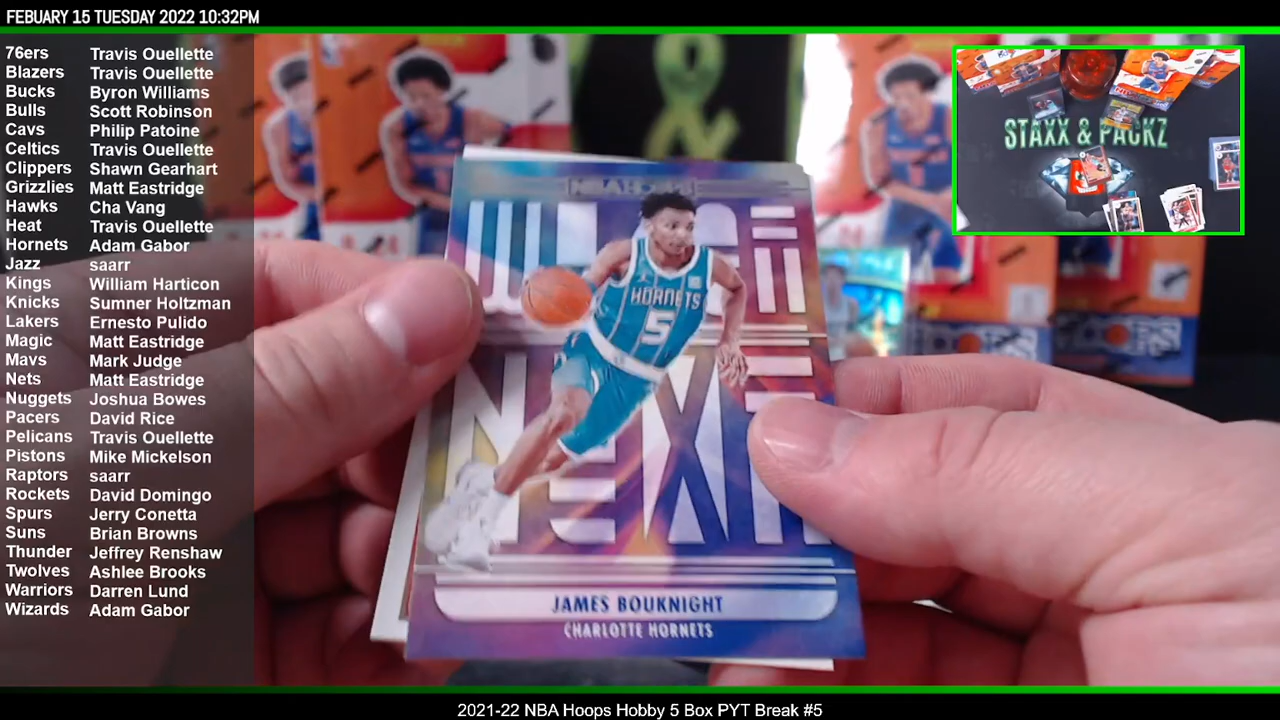 FEBUARY 15 TUESDAY 2022 10:32PM
76ers Travis Ouellette
Blazers Travis Ouellette
Bucks Byron Williams
Bulls Scott Robinson
Cavs Philip Patoine
Celtics Travis Ouellette
Clippers Shawn Gearhart
Grizzlies Matt Eastridge
Hawks Cha Vang
Heat Travis Ouellette
Hornets Adam Gabor
Jazz saarr
Kings William Harticon
Knicks Sumner Holtzman
Lakers Ernesto Pulido
Magic Matt Eastridge
Mavs Mark Judge
Nets Matt Eastridge
Nuggets Joshua Bowes
Pacers David Rice
Pelicans Travis Ouellette
Pistons Mike Mickelson
Raptors saarr
Rockets David Domingo
Spurs Jerry Conetta
Suns Brian Browns
Thunder Jeffrey Renshaw
Twolves Ashlee Brooks
Warriors Darren Lund
Wizards Adam Gabor
STAXX & PACKZ
HORNETS
5
NEXT
JAMES BOUKNIGHT
CHARLOTTE HORNETS
2021-22 NBA Hoops Hobby 5 Box PYT Break #5